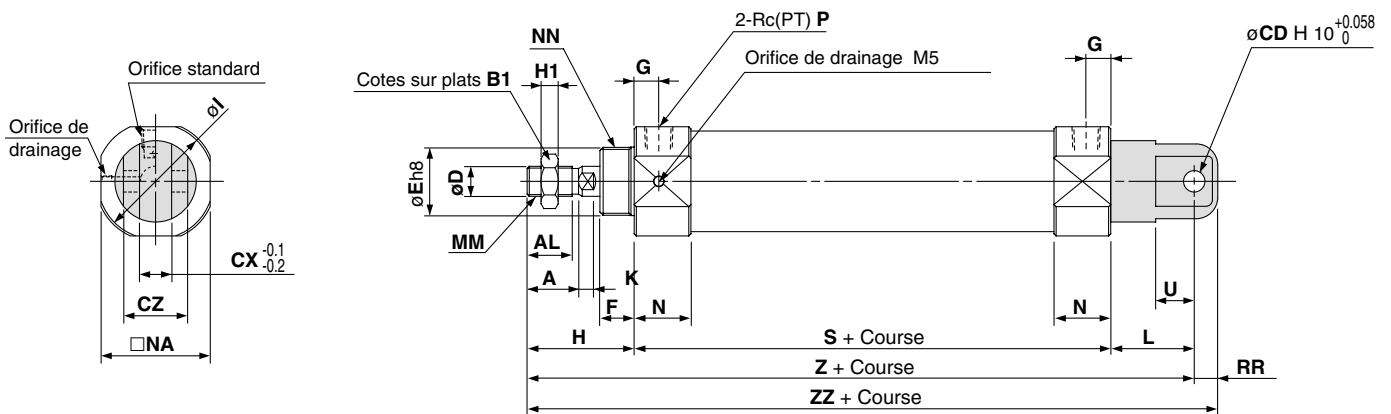 Orifice standard
øI
Orifice de
drainage
CX -0.1 -0.2
CZ
□NA
Cotes sur plats B1
H1
NN
G
2-Rc(PT) P
Orifice de drainage M5
G
øCD H 10 +0.058 0
øEh8
øD
MM
AL
A
K
F
N
N
U
H
S + Course
L
Z + Course
RR
ZZ + Course